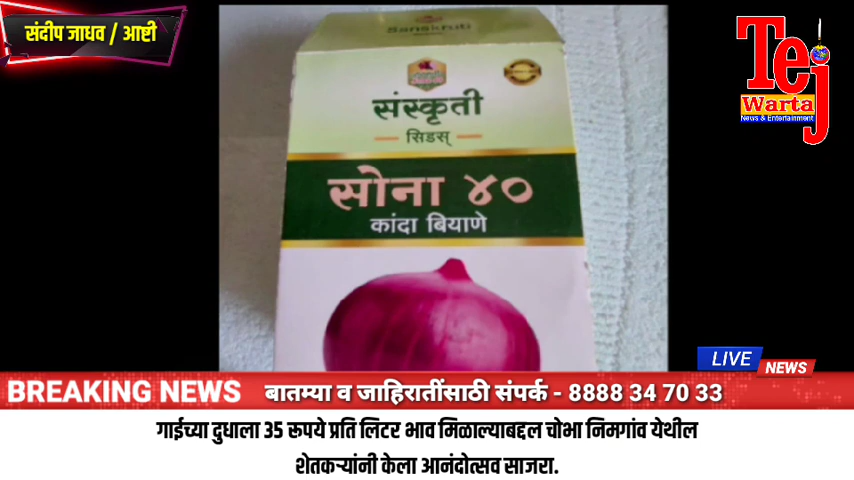 संदीप जाधव / आष्टी
Tej
Warta
News & Entertainment
Sanskruti
संस्कृती
सिडस्
सोना ४०
कांदा बियाणे
LIVE
NEWS
BREAKING NEWS
बातम्या व जाहिरातींसाठी संपर्क - 8888 34 70 33
गाईच्या दुधाला 35 रूपये प्रति लिटर भाव मिळाल्याबद्दल चोभा निमगांव येथील
शेतकऱ्यांनी केला आनंदोत्सव साजरा.